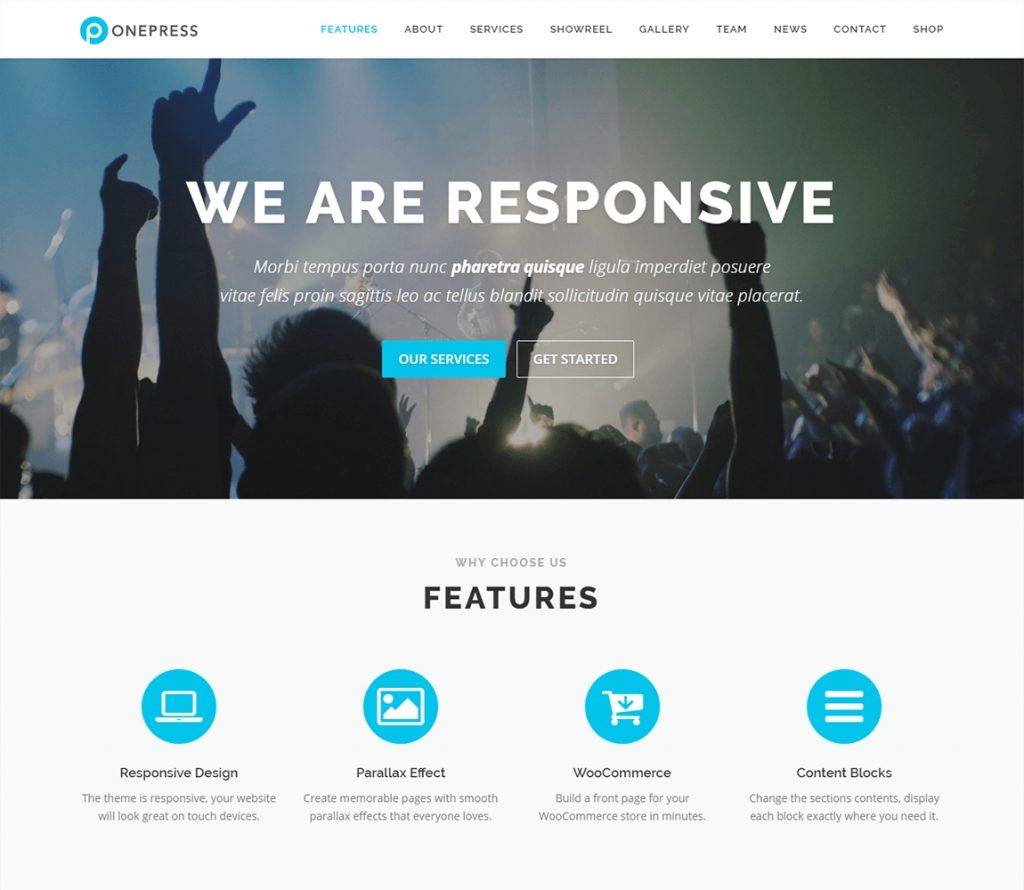 ONEPRESS
FEATURES ABOUT SERVICES SHOWREEL GALLERY TEAM NEWS CONTACT SHOP
WE ARE RESPONSIVE
Morbi tempus porta nunc pharetra quisque ligula imperdiet posuere
vitae felis proin sagittis leo ac tellus blandit sollicitudin quisque vitae placerat.
OUR SERVICES GET STARTED
WHY CHOOSE US
FEATURES
Responsive Design
The theme is responsive, your website
will look great on touch devices.
Parallax Effect
Create memorable pages with smooth
parallax effects that everyone loves.
WooCommerce
Build a front page for your
WooCommerce store in minutes.
Content Blocks
Change the sections contents, display
each block exactly where you need it.